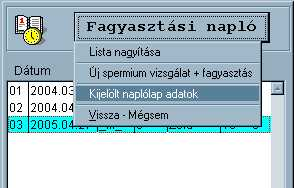 Fagyasztási napló
Lista nagyítása
Új spermium vizsgálat + fagyasztás
Kijelölt naplólap adatok
Vissza - Mégsem
Dátum
01 2004.03
02 2004.04
03 2005.04.27